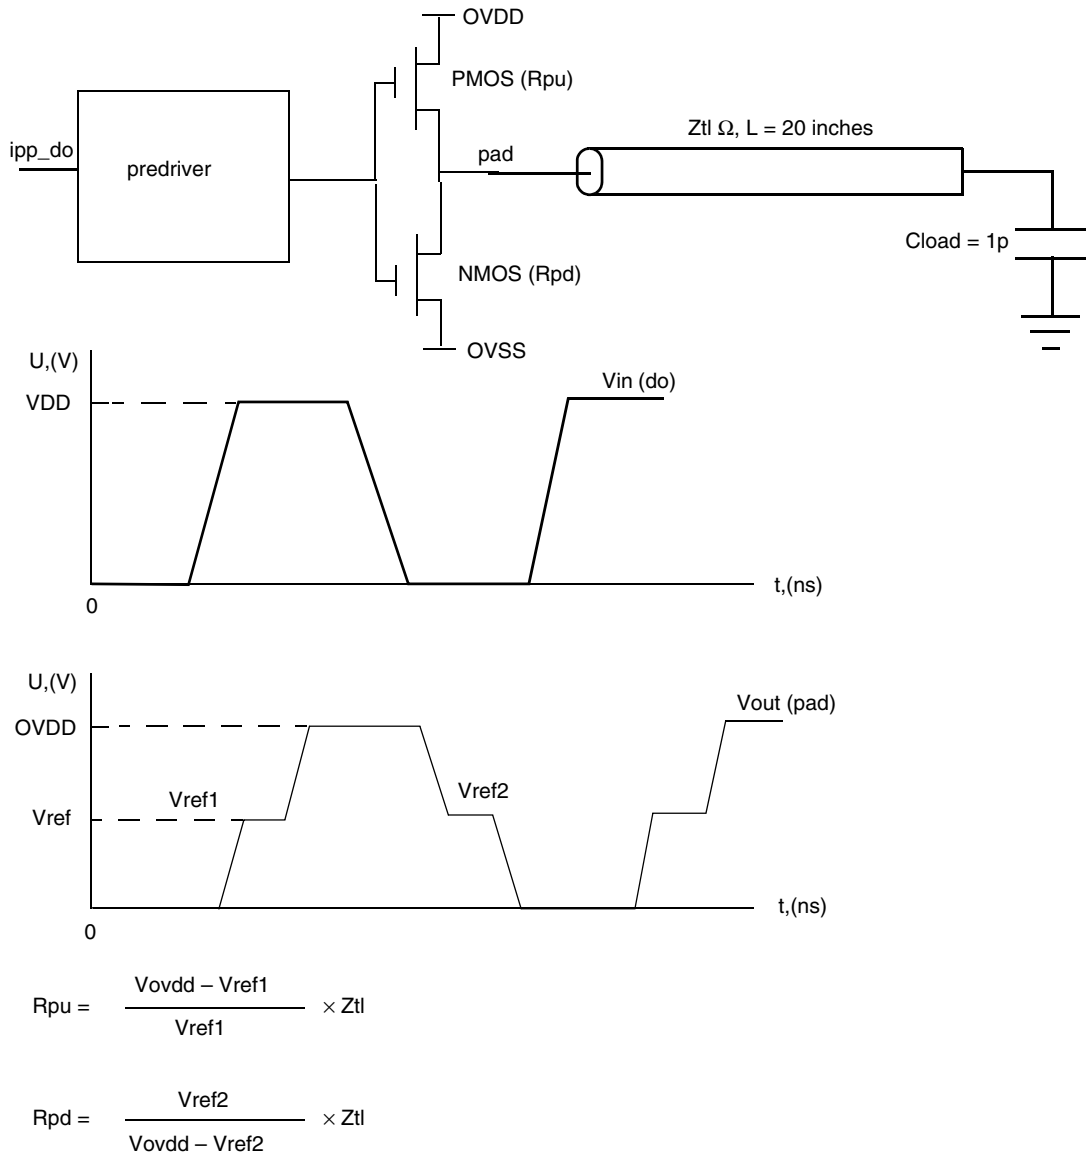 OVDD
PMOS (Rpu)
Ztl Ω, L = 20 inches
ipp_do
predriver
pad
Cload = 1p
NMOS (Rpd)
OVSS
U,(V)
VDD
Vin (do)
t,(ns)
0
U,(V)
OVDD
Vout (pad)
Vref1
Vref2
Vref
t,(ns)
0
Rpu = Vovdd – Vref1 / Vref1 × Ztl
Rpd = Vref2 / Vovdd – Vref2 × Ztl